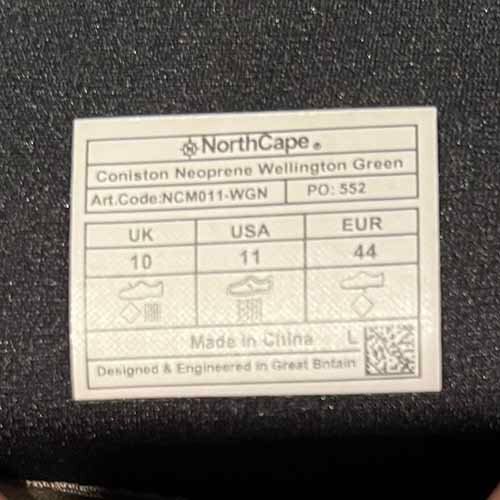 NorthCape®
Coniston Neoprene Wellington Green
Art.Code:NCM011-WGN PO: 552
UK USA EUR
10 11 44
Made in China L
Designed & Engineered in Great Britain